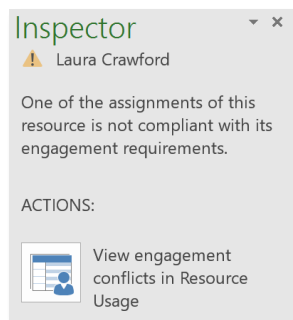 Inspector
Laura Crawford
One of the assignments of this
resource is not compliant with its
engagement requirements.
ACTIONS:
View engagement
conflicts in Resource
Usage